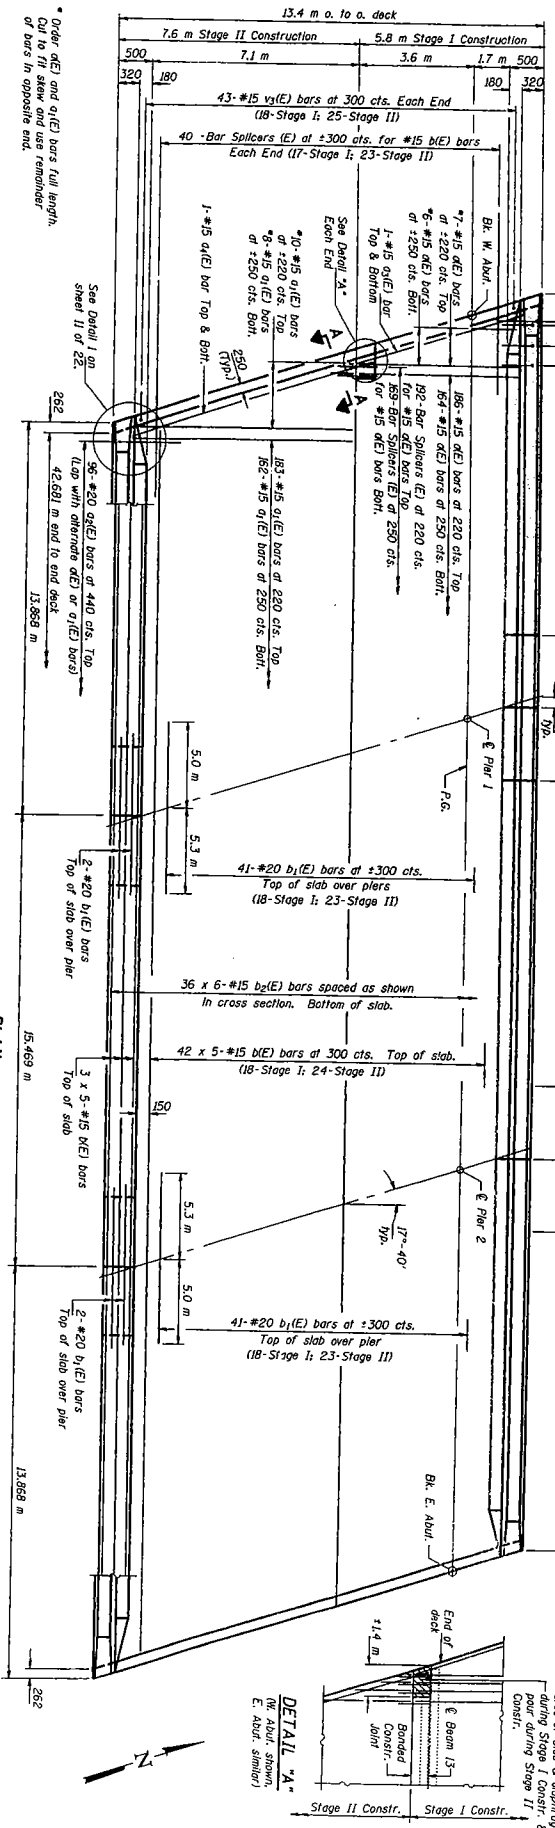 13.4 m o. to o. deck
7.6 m Stage II Construction
5.8 m Stage I Construction
500
7.1 m
3.6 m
1.7 m
500
320
180
180
320
43-#15 v3(E) bars at 300 cts. Each End
(18-Stage I; 25-Stage II)
40 -Bar Splicers (E) at ±300 cts. for #15 b(E) bars
Each End (17-Stage I; 23-Stage II)
* Order a(E) and a1(E) bars full length.
Cut to fit skew and use remainder
of bars in opposite end.
Bk. W. Abut.
*7-#15 a(E) bars
at ±220 cts. Top
*6-#15 a(E) bars
at ±250 cts. Bott.
1-#15 a3(E) bar
Top & Bottom
See Detail "A"
Each End
*10-#15 a1(E) bars
at ±220 cts. Top
*8-#15 a1(E) bars
at ±250 cts. Bott.
1-#15 a4(E) bar Top & Bott.
A
A
250
(Typ.)
See Detail 1 on
sheet 11 of 22
262
186-#15 a(E) bars at 220 cts. Top
164-#15 a(E) bars at 250 cts. Bott.
192-Bar Splicers (E) at 220 cts.
for #15 a(E) bars Top
169-Bar Splicers (E) at 250 cts.
for #15 a(E) bars Bott.
183-#15 a1(E) bars at 220 cts. Top
162-#15 a1(E) bars at 250 cts. Bott.
96-#20 a2(E) bars at 440 cts. Top
(Lap with alternate a(E) or a1(E) bars)
42.681 m end to end deck
13.868 m
typ.
℄ Pier 1
P.G.
5.0 m
5.3 m
41-#20 b1(E) bars at ±300 cts.
Top of slab over piers
(18-Stage I; 23-Stage II)
2-#20 b1(E) bars
Top of slab over pier
36 x 6-#15 b2(E) bars spaced as shown
in cross section. Bottom of slab.
15.469 m
42 x 5-#15 b(E) bars at 300 cts. Top of slab.
(18-Stage I; 24-Stage II)
3 x 5-#15 b(E) bars
Top of slab
150
℄ Pier 2
17°-40'
typ.
5.3 m
5.0 m
41-#20 b1(E) bars at ±300 cts.
Top of slab over pier
(18-Stage I; 23-Stage II)
2-#20 b1(E) bars
Top of slab over pier
13.868 m
Bk. E. Abut.
262
during Stage I Constr. &
pour during Stage II
Constr.
End of
deck
±1.4 m
℄ Beam 13
Bonded
Constr.
Joint
DETAIL "A"
(W. Abut. shown,
E. Abut. similar)
Stage II Constr.
Stage I Constr.
N